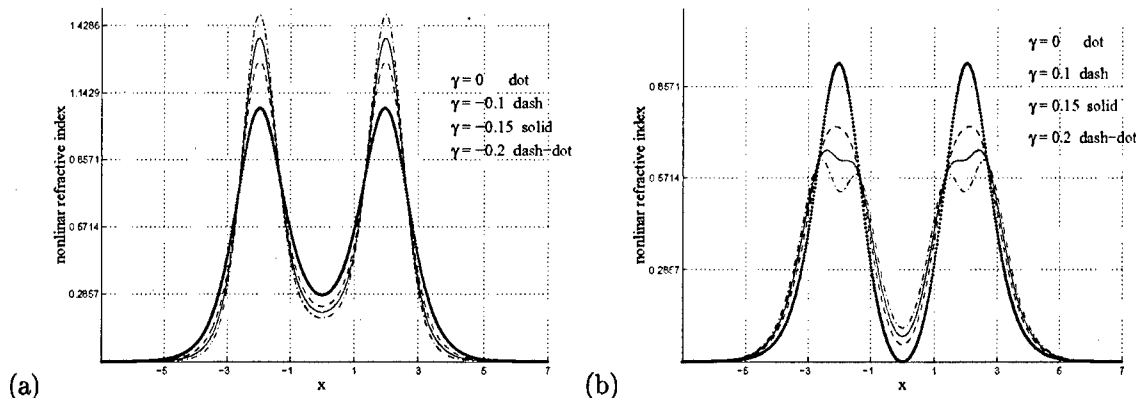 1.4286
1.1429
0.8571
0.5714
0.2857
nonlinar refractive index
γ = 0 dot
γ = −0.1 dash
γ = −0.15 solid
γ = −0.2 dash-dot
-5 -3 -1 1 3 5 7
x
(a)
0.8571
0.5714
0.2857
nonlinar refractive index
γ = 0 dot
γ = 0.1 dash
γ = 0.15 solid
γ = 0.2 dash-dot
-5 -3 -1 1 3 5 7
x
(b)